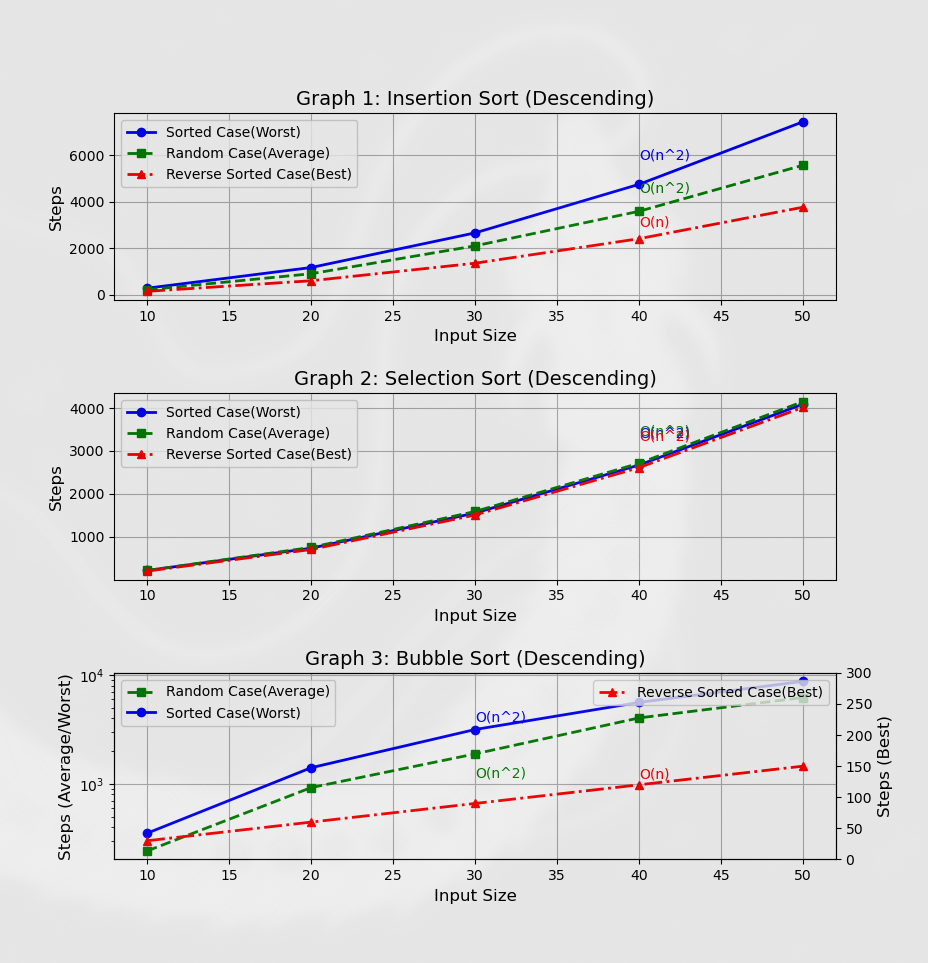 Graph 1: Insertion Sort (Descending)
Sorted Case(Worst)
Random Case(Average)
Reverse Sorted Case(Best)
O(n^2)
O(n^2)
O(n)
Steps
6000
4000
2000
0
10 15 20 25 30 35 40 45 50
Input Size
Graph 2: Selection Sort (Descending)
Sorted Case(Worst)
Random Case(Average)
Reverse Sorted Case(Best)
O(n^2)
O(n^2)
O(n^2)
Steps
4000
3000
2000
1000
10 15 20 25 30 35 40 45 50
Input Size
Graph 3: Bubble Sort (Descending)
Random Case(Average)
Sorted Case(Worst)
Reverse Sorted Case(Best)
O(n^2)
O(n^2)
O(n)
Steps (Average/Worst)
10^4
10^3
Steps (Best)
300
250
200
150
100
50
0
10 15 20 25 30 35 40 45 50
Input Size